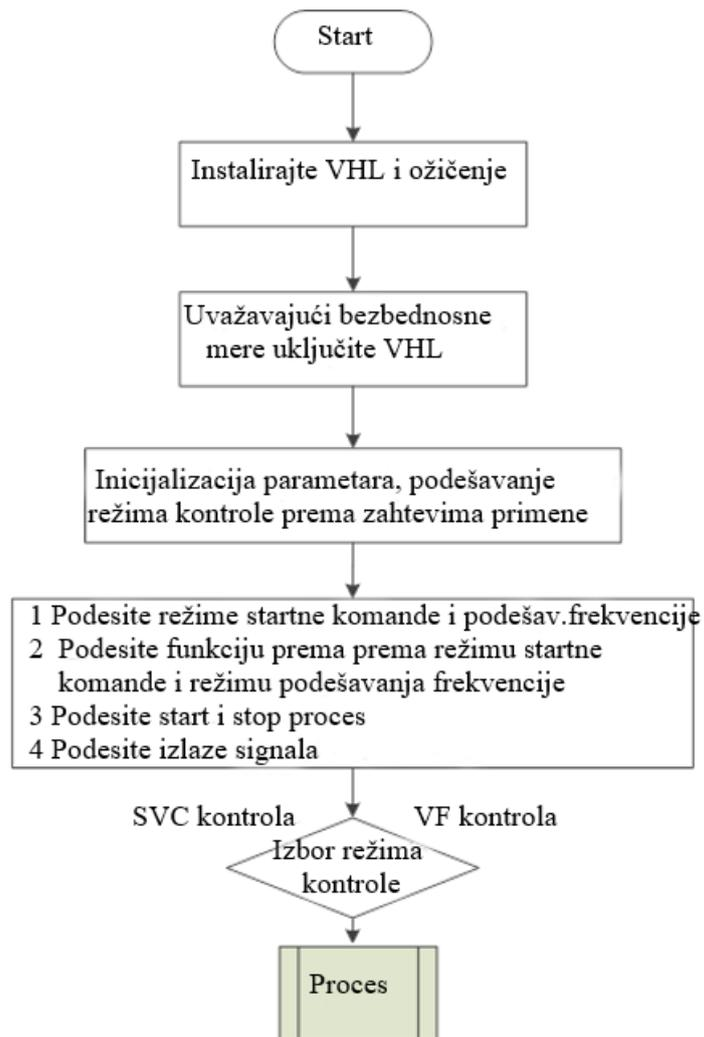 Start
Instalirajte VHL i ožičenje
Uvažavajući bezbednosne
mere uključite VHL
Inicijalizacija parametara, podešavanje
režima kontrole prema zahtevima primene
1 Podesite režime startne komande i podešav.frekvencije
2 Podesite funkciju prema prema režimu startne
komande i režimu podešavanja frekvencije
3 Podesite start i stop proces
4 Podesite izlaze signala
SVC kontrola VF kontrola
Izbor režima
kontrole
Proces